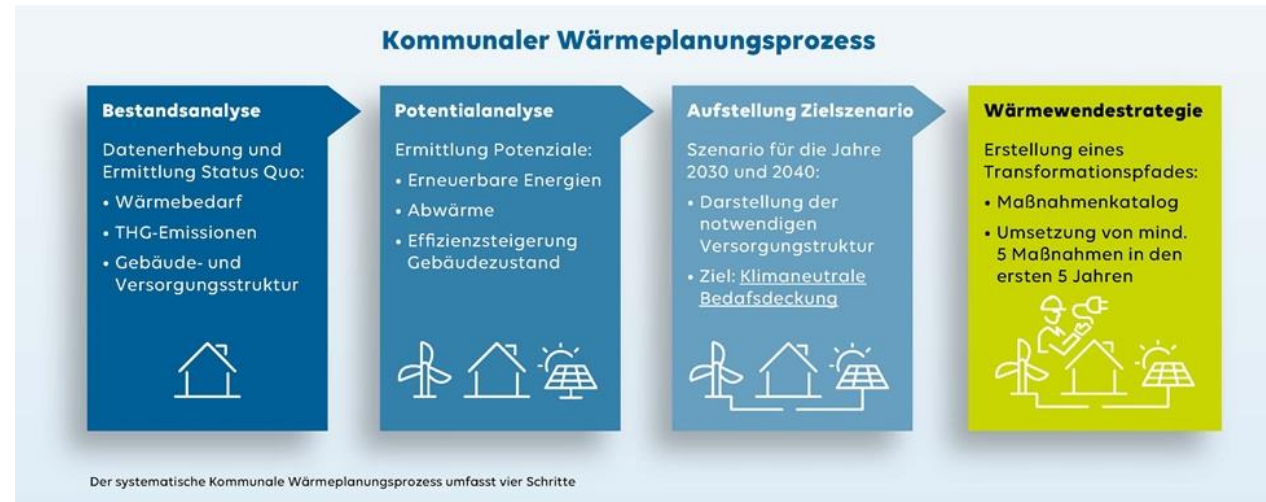 Kommunaler Wärmeplanungsprozess
Bestandsanalyse
Datenerhebung und
Ermittlung Status Quo:
• Wärmebedarf
• THG-Emissionen
• Gebäude- und
Versorgungsstruktur
Potentialanalyse
Ermittlung Potenziale:
• Erneuerbare Energien
• Abwärme
• Effizienzsteigerung
Gebäudezustand
Aufstellung Zielszenario
Szenario für die Jahre
2030 und 2040:
• Darstellung der
notwendigen
Versorgungstruktur
• Ziel: Klimaneutrale
Bedafsdeckung
Wärmewendestrategie
Erstellung eines
Transformationspfades:
• Maßnahmenkatalog
• Umsetzung von mind.
5 Maßnahmen in den
ersten 5 Jahren
Der systematische Kommunale Wärmeplanungsprozess umfasst vier Schritte